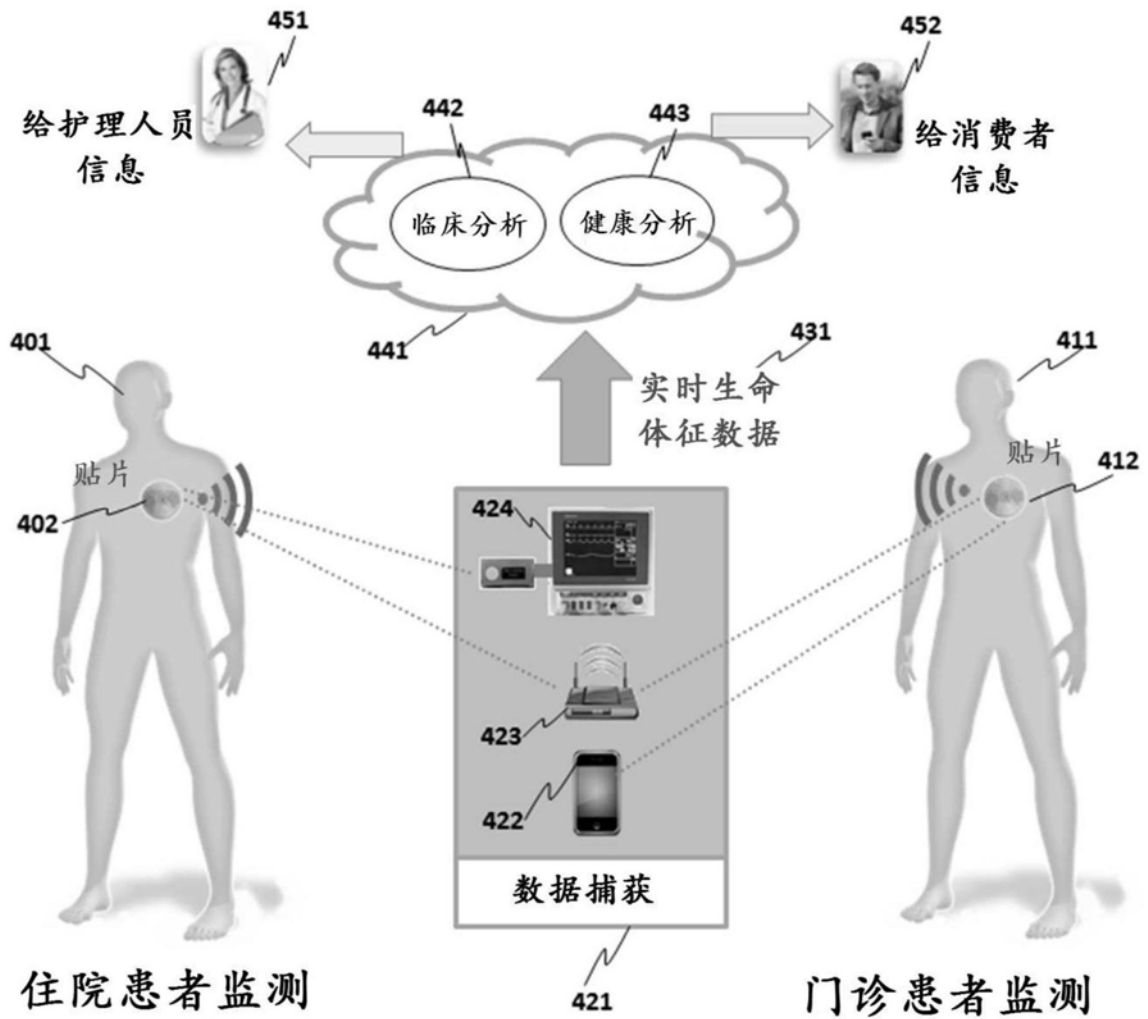 451
452
给护理人员
信息
442
443
给消费者
信息
临床分析
健康分析
441
401
431
411
实时生命
体征数据
贴片
402
贴片
412
424
423
422
数据捕获
421
住院患者监测
门诊患者监测